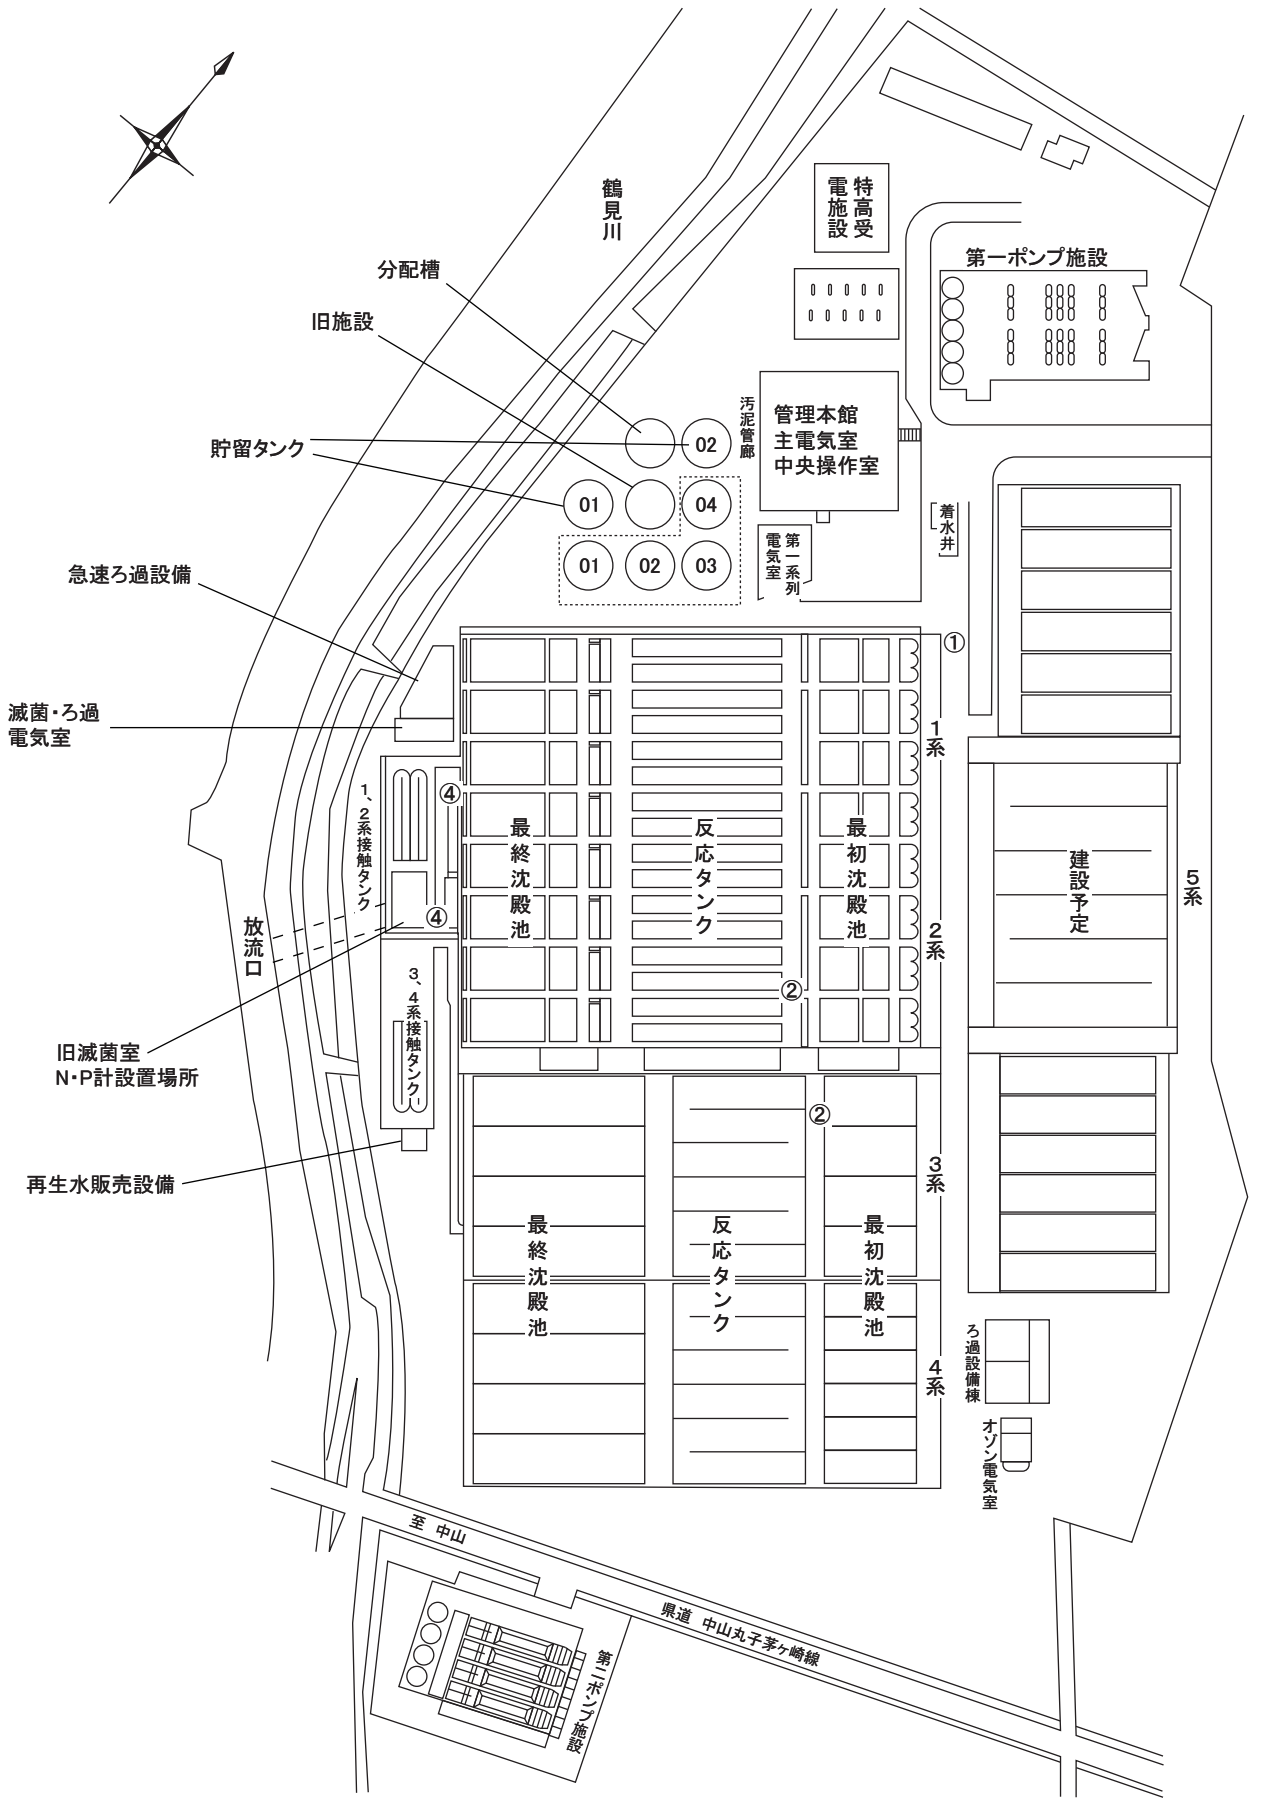 鶴見川
特高受
電施設
第一ポンプ施設
分配槽
旧施設
貯留タンク
汚泥管廊
管理本館
主電気室
中央操作室
02
01
04
01
02
03
着水井
第一系列
電気室
急速ろ過設備
滅菌・ろ過
電気室
①
1系
1、2系接触タンク
④
④
最終沈殿池
反応タンク
最初沈殿池
2系
②
建設予定
5系
放流口
3、4系接触タンク
旧滅菌室
N・P計設置場所
再生水販売設備
②
3系
最終沈殿池
反応タンク
最初沈殿池
4系
ろ過設備棟
オゾン電気室
至 中山
県道 中山丸子茅ヶ崎線
第二ポンプ施設